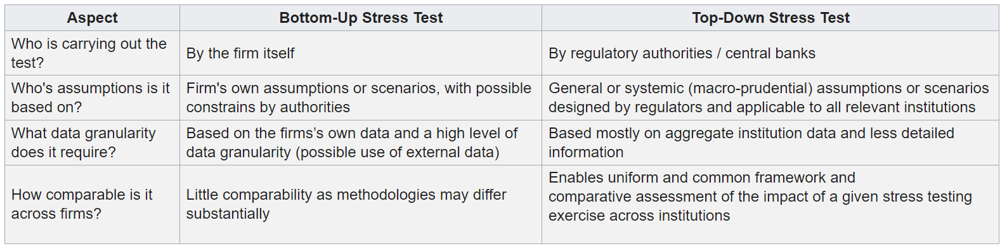 Aspect
Bottom-Up Stress Test
Top-Down Stress Test
Who is carrying out the
test?
By the firm itself
By regulatory authorities / central banks
Who's assumptions is it
based on?
Firm's own assumptions or scenarios, with possible
constrains by authorities
General or systemic (macro-prudential) assumptions or scenarios
designed by regulators and applicable to all relevant institutions
What data granularity
does it require?
Based on the firms’s own data and a high level of
data granularity (possible use of external data)
Based mostly on aggregate institution data and less detailed
information
How comparable is it
across firms?
Little comparability as methodologies may differ
substantially
Enables uniform and common framework and
comparative assessment of the impact of a given stress testing
exercise across institutions